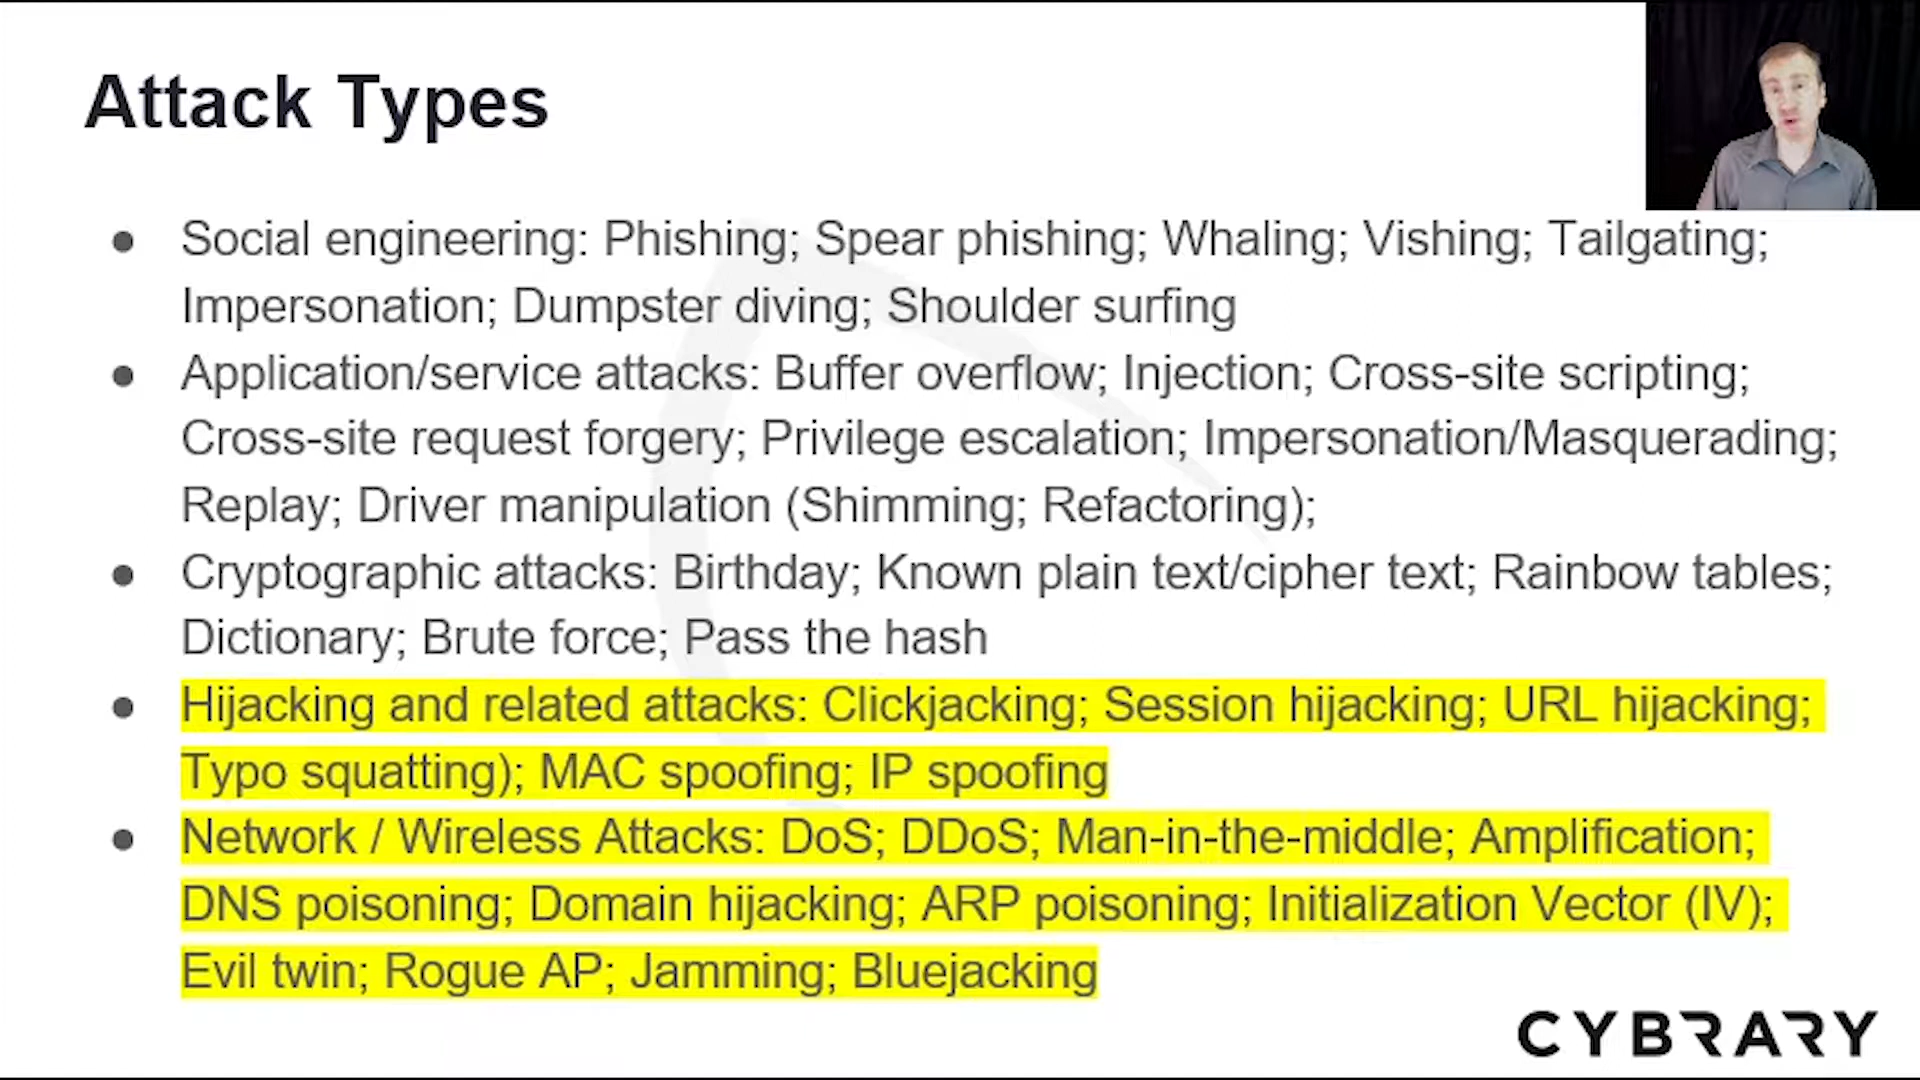 Attack Types
● Social engineering: Phishing; Spear phishing; Whaling; Vishing; Tailgating;
Impersonation; Dumpster diving; Shoulder surfing
● Application/service attacks: Buffer overflow; Injection; Cross-site scripting;
Cross-site request forgery; Privilege escalation; Impersonation/Masquerading;
Replay; Driver manipulation (Shimming; Refactoring);
● Cryptographic attacks: Birthday; Known plain text/cipher text; Rainbow tables;
Dictionary; Brute force; Pass the hash
● Hijacking and related attacks: Clickjacking; Session hijacking; URL hijacking;
Typo squatting); MAC spoofing; IP spoofing
● Network / Wireless Attacks: DoS; DDoS; Man-in-the-middle; Amplification;
DNS poisoning; Domain hijacking; ARP poisoning; Initialization Vector (IV);
Evil twin; Rogue AP; Jamming; Bluejacking
CYBRARY